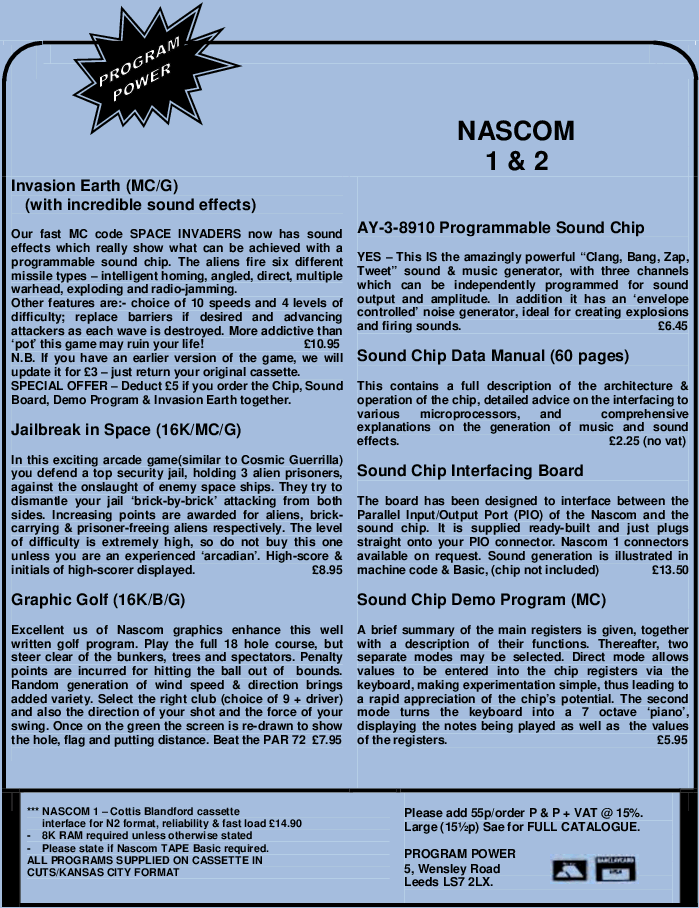 PROGRAM
POWER
NASCOM
1 & 2
Invasion Earth (MC/G)
(with incredible sound effects)
Our fast MC code SPACE INVADERS now has sound
effects which really show what can be achieved with a
programmable sound chip. The aliens fire six different
missile types – intelligent homing, angled, direct, multiple
warhead, exploding and radio-jamming.
Other features are:- choice of 10 speeds and 4 levels of
difficulty; replace barriers if desired and advancing
attackers as each wave is destroyed. More addictive than
‘pot’ this game may ruin your life! £10.95
N.B. If you have an earlier version of the game, we will
update it for £3 – just return your original cassette.
SPECIAL OFFER – Deduct £5 if you order the Chip, Sound
Board, Demo Program & Invasion Earth together.
Jailbreak in Space (16K/MC/G)
In this exciting arcade game(similar to Cosmic Guerrilla)
you defend a top security jail, holding 3 alien prisoners,
against the onslaught of enemy space ships. They try to
dismantle your jail ‘brick-by-brick’ attacking from both
sides. Increasing points are awarded for aliens, brick-
carrying & prisoner-freeing aliens respectively. The level
of difficulty is extremely high, so do not buy this one
unless you are an experienced ‘arcadian’. High-score &
initials of high-scorer displayed. £8.95
Graphic Golf (16K/B/G)
Excellent us of Nascom graphics enhance this well
written golf program. Play the full 18 hole course, but
steer clear of the bunkers, trees and spectators. Penalty
points are incurred for hitting the ball out of bounds.
Random generation of wind speed & direction brings
added variety. Select the right club (choice of 9 + driver)
and also the direction of your shot and the force of your
swing. Once on the green the screen is re-drawn to show
the hole, flag and putting distance. Beat the PAR 72 £7.95
AY-3-8910 Programmable Sound Chip
YES – This IS the amazingly powerful “Clang, Bang, Zap,
Tweet” sound & music generator, with three channels
which can be independently programmed for sound
output and amplitude. In addition it has an ‘envelope
controlled’ noise generator, ideal for creating explosions
and firing sounds. £6.45
Sound Chip Data Manual (60 pages)
This contains a full description of the architecture &
operation of the chip, detailed advice on the interfacing to
various microprocessors, and comprehensive
explanations on the generation of music and sound
effects. £2.25 (no vat)
Sound Chip Interfacing Board
The board has been designed to interface between the
Parallel Input/Output Port (PIO) of the Nascom and the
sound chip. It is supplied ready-built and just plugs
straight onto your PIO connector. Nascom 1 connectors
available on request. Sound generation is illustrated in
machine code & Basic, (chip not included) £13.50
Sound Chip Demo Program (MC)
A brief summary of the main registers is given, together
with a description of their functions. Thereafter, two
separate modes may be selected. Direct mode allows
values to be entered into the chip registers via the
keyboard, making experimentation simple, thus leading to
a rapid appreciation of the chip’s potential. The second
mode turns the keyboard into a 7 octave ‘piano’,
displaying the notes being played as well as the values
of the registers. £5.95
*** NASCOM 1 – Cottis Blandford cassette
interface for N2 format, reliability & fast load £14.90
- 8K RAM required unless otherwise stated
- Please state if Nascom TAPE Basic required.
ALL PROGRAMS SUPPLIED ON CASSETTE IN
CUTS/KANSAS CITY FORMAT
Please add 55p/order P & P + VAT @ 15%.
Large (15½p) Sae for FULL CATALOGUE.
PROGRAM POWER
5, Wensley Road
Leeds LS7 2LX.
BARCLAYCARD
VISA